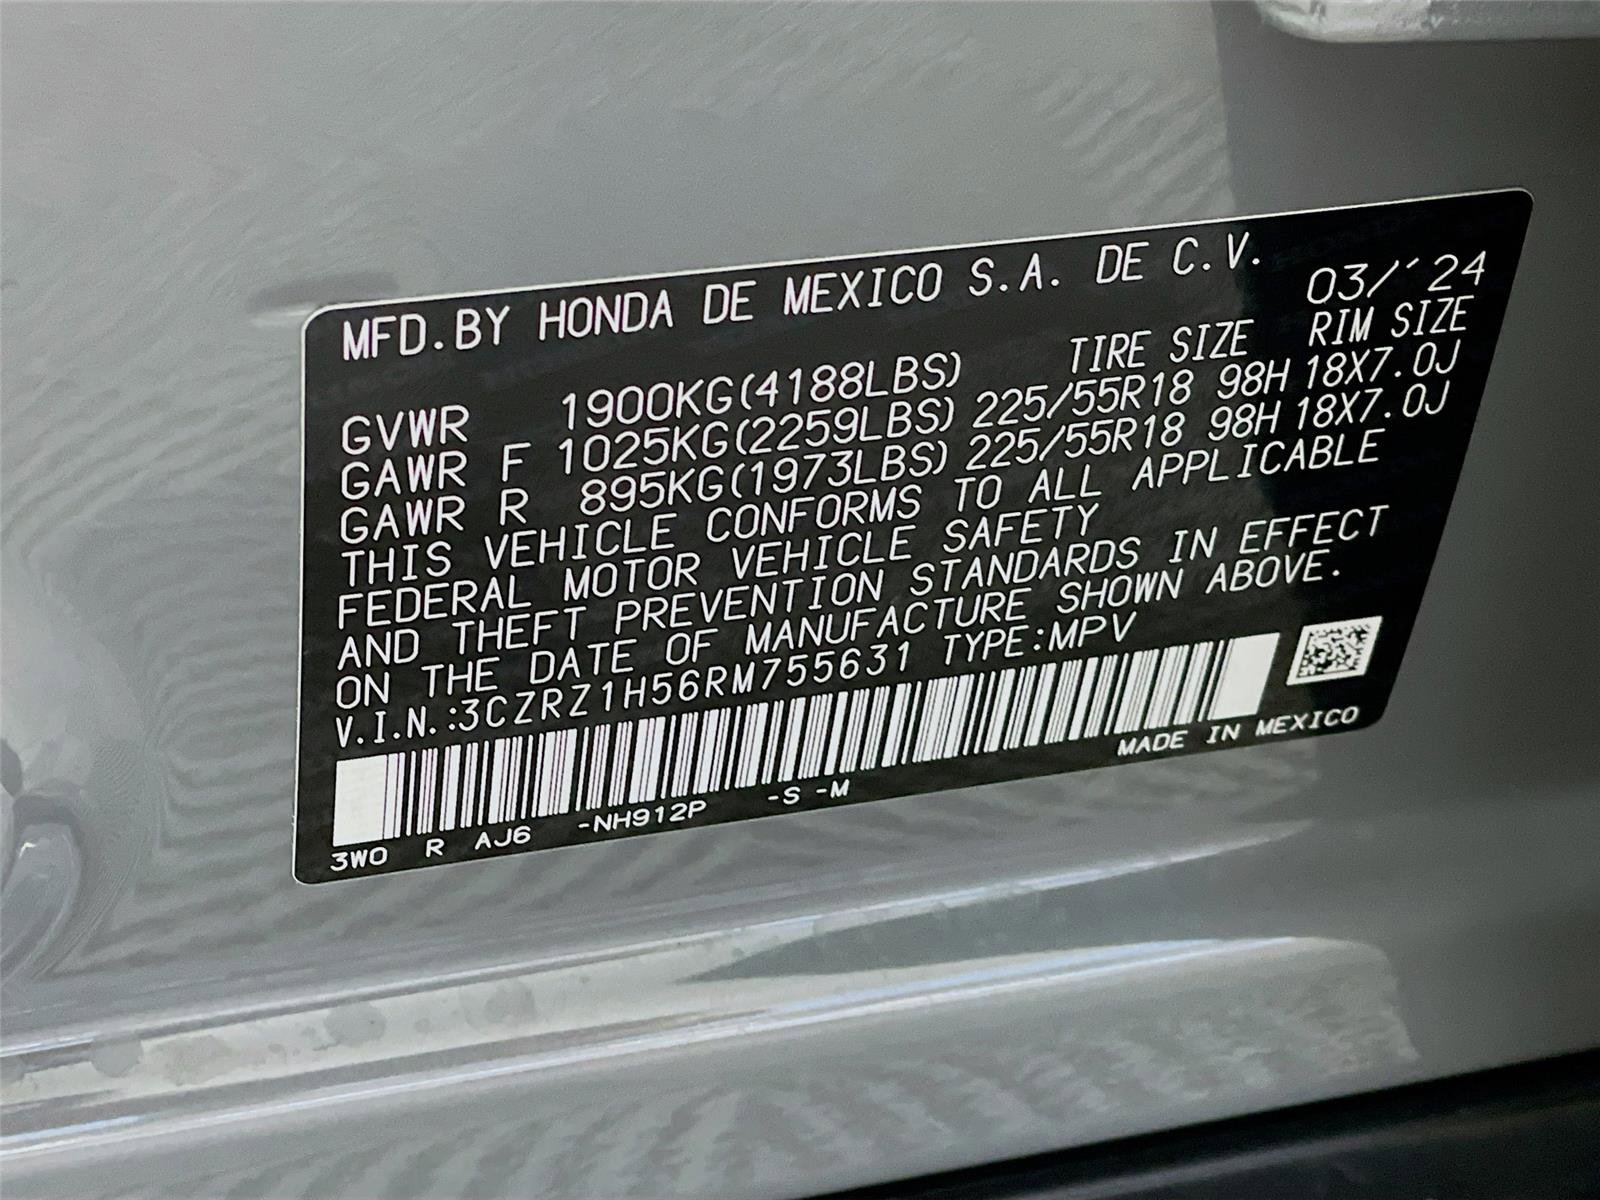 MFD.BY HONDA DE MEXICO S.A. DE C.V.
03/'24
TIRE SIZE RIM SIZE
GVWR 1900KG(4188LBS)
GAWR F 1025KG(2259LBS) 225/55R18 98H 18X7.0J
GAWR R 895KG(1973LBS) 225/55R18 98H 18X7.0J
THIS VEHICLE CONFORMS TO ALL APPLICABLE
FEDERAL MOTOR VEHICLE SAFETY
AND THEFT PREVENTION STANDARDS IN EFFECT
ON THE DATE OF MANUFACTURE SHOWN ABOVE.
V.I.N.:3CZRZ1H56RM755631 TYPE:MPV
MADE IN MEXICO
3W0 R AJ6 -NH912P -S -M